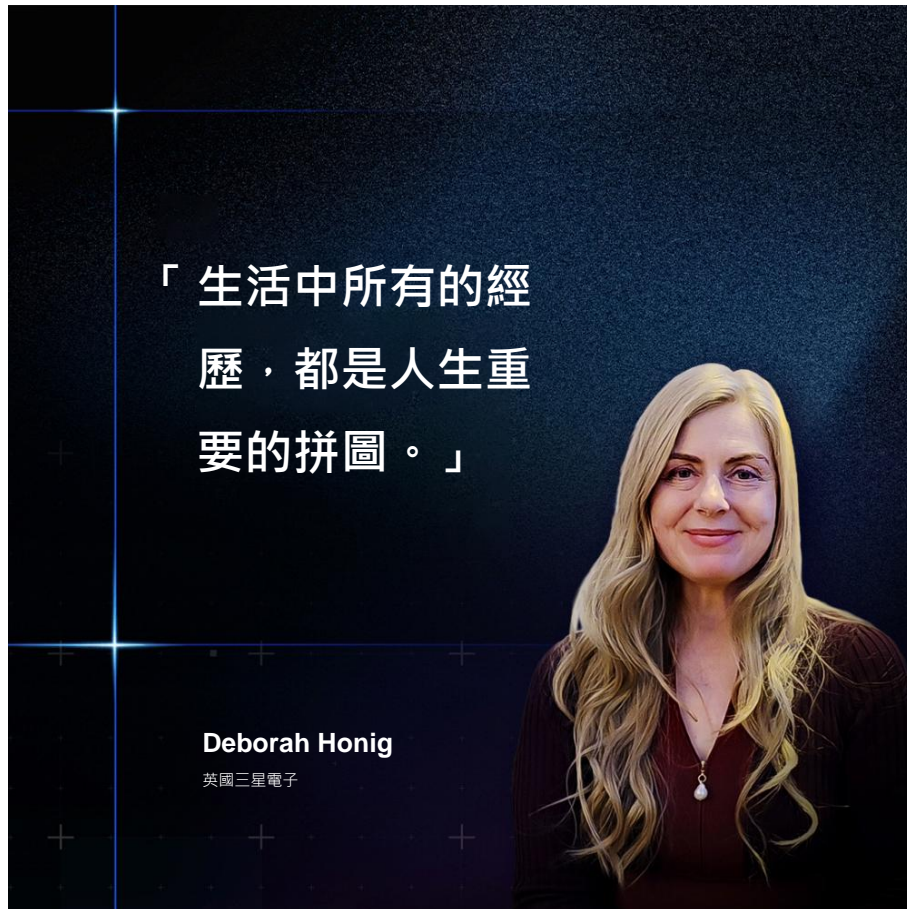 「 生活中所有的經
歷，都是人生重
要的拼圖。」
Deborah Honig
英國三星電子